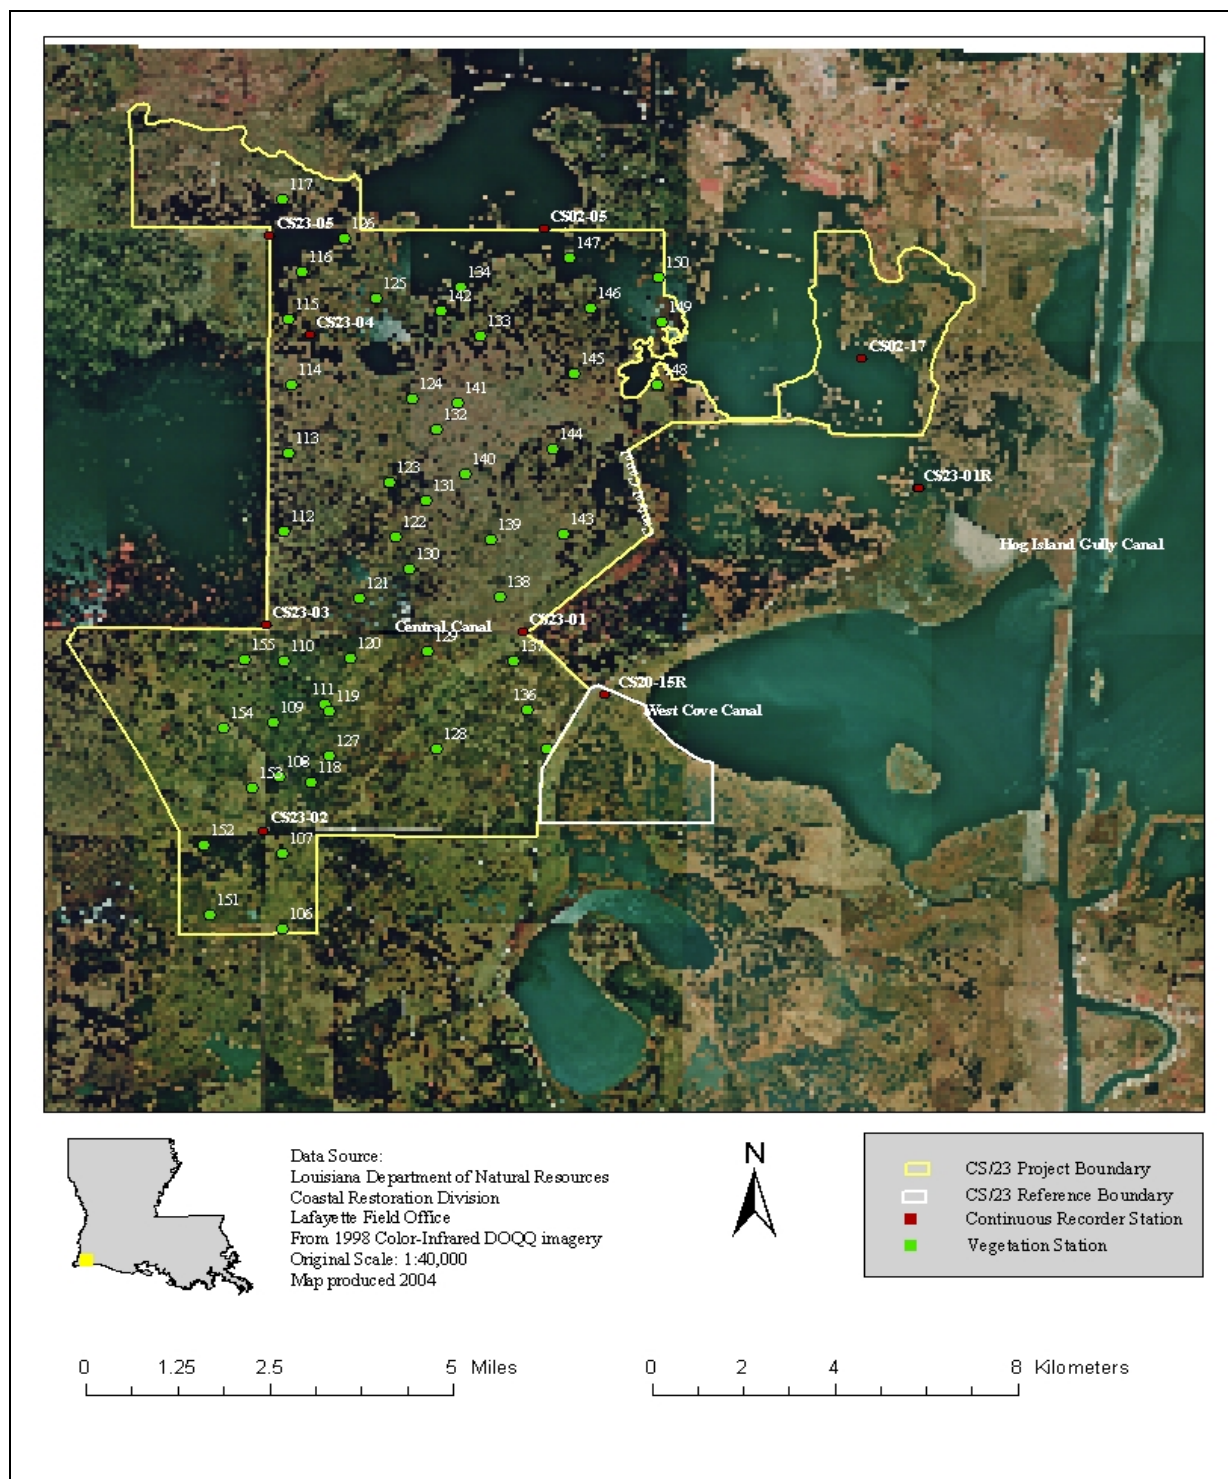 117
CS23-05
126
CS02-05
147
116
134
150
125
142
146
115
CS23-04
149
133
CS02-17
145
114
148
124
141
132
144
113
140
123
CS23-01R
131
112
122
139
143
Hog Island Gully Canal
130
121
138
CS23-03
Central Canal
CS23-01
129
155
110
120
137
CS20-15R
111
119
136
West Cove Canal
154
109
127
128
153
108
118
CS23-02
152
107
151
106
Data Source:
Louisiana Department of Natural Resources
Coastal Restoration Division
Lafayette Field Office
From 1998 Color-Infrared DOQQ imagery
Original Scale: 1:40,000
Map produced 2004
N
CS/23 Project Boundary
CS/23 Reference Boundary
Continuous Recorder Station
Vegetation Station
0 1.25 2.5 5 Miles
0 2 4 8 Kilometers